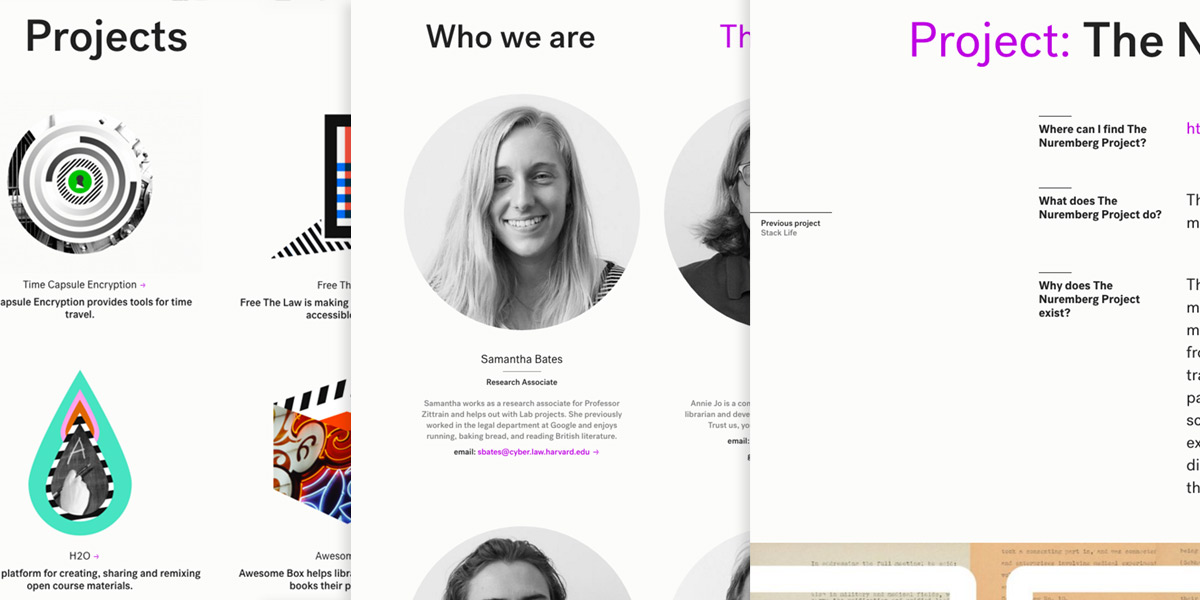 Projects
Time Capsule Encryption →
apsule Encryption provides tools for time
travel.
Free Th
Free The Law is making
accessibl
H2O →
platform for creating, sharing and remixing
open course materials.
Awesom
Awesome Box helps libra
books their p
Who we are
Th
Samantha Bates
Research Associate
Samantha works as a research associate for Professor
Zittrain and helps out with Lab projects. She previously
worked in the legal department at Google and enjoys
running, baking bread, and reading British literature.
email: sbates@cyber.law.harvard.edu →
Annie Jo is a con
librarian and deve
Trust us, yo
email:
Project: The N
Previous project
Stack Life
Where can I find The
Nuremberg Project?
ht
What does The
Nuremberg Project do?
Th
m
Why does The
Nuremberg Project
exist?
Th
m
m
fro
tra
pa
so
ex
di
th